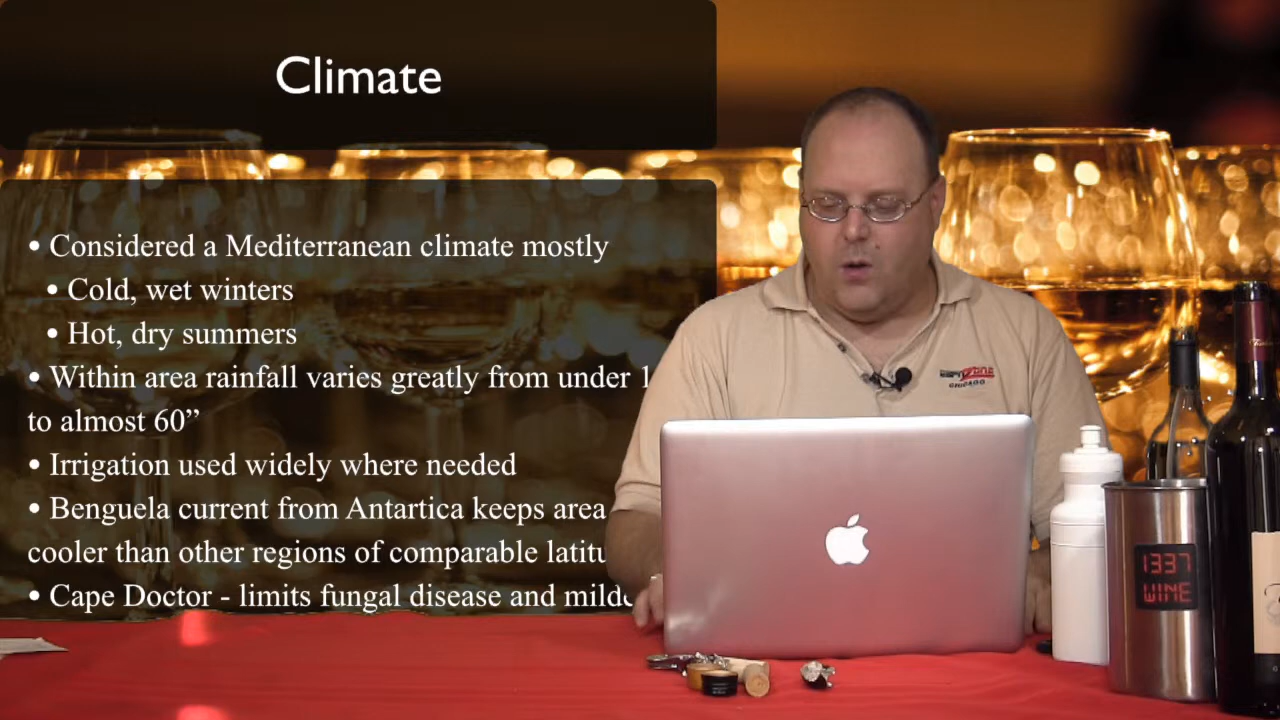 Climate
• Considered a Mediterranean climate mostly
• Cold, wet winters
• Hot, dry summers
• Within area rainfall varies greatly from under 1
to almost 60”
• Irrigation used widely where needed
• Benguela current from Antartica keeps area
cooler than other regions of comparable
• Cape Doctor - limits fungal disease and
CHICAGO
1337
WINE